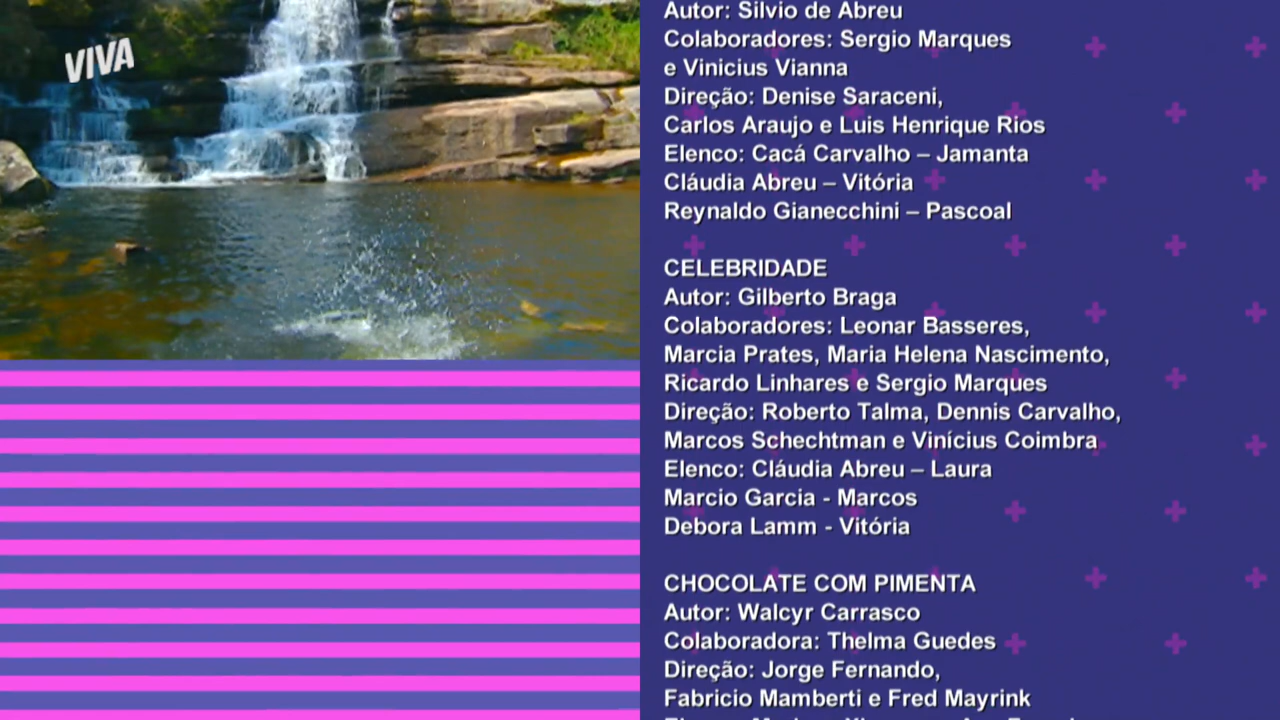 VIVA
Autor: Silvio de Abreu
Colaboradores: Sergio Marques
e Vinicius Vianna
Direção: Denise Saraceni,
Carlos Araujo e Luis Henrique Rios
Elenco: Cacá Carvalho – Jamanta
Cláudia Abreu – Vitória
Reynaldo Gianecchini – Pascoal
CELEBRIDADE
Autor: Gilberto Braga
Colaboradores: Leonar Basseres,
Marcia Prates, Maria Helena Nascimento,
Ricardo Linhares e Sergio Marques
Direção: Roberto Talma, Dennis Carvalho,
Marcos Schechtman e Vinícius Coimbra
Elenco: Cláudia Abreu – Laura
Marcio Garcia - Marcos
Debora Lamm - Vitória
CHOCOLATE COM PIMENTA
Autor: Walcyr Carrasco
Colaboradora: Thelma Guedes
Direção: Jorge Fernando,
Fabricio Mamberti e Fred Mayrink